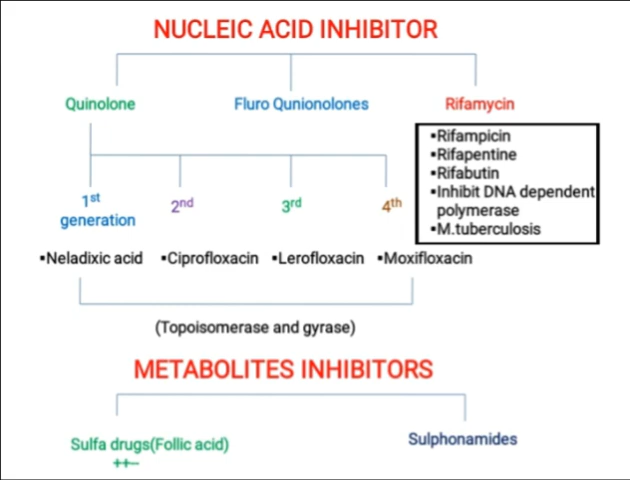 NUCLEIC ACID INHIBITOR
Quinolone
Fluro Qunionolones
Rifamycin
▪Rifampicin
▪Rifapentine
▪Rifabutin
▪Inhibit DNA dependent
polymerase
▪M.tuberculosis
1st
generation
2nd
3rd
4th
▪Neladixic acid
▪Ciprofloxacin
▪Lerofloxacin
▪Moxifloxacin
(Topoisomerase and gyrase)
METABOLITES INHIBITORS
Sulfa drugs(Follic acid)
++–
Sulphonamides